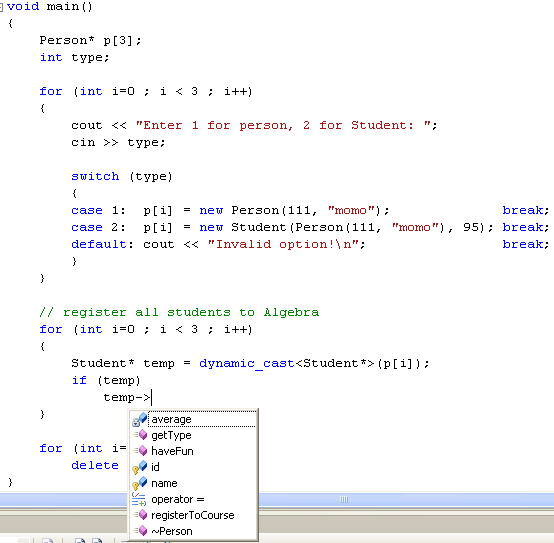 void main()
{
Person* p[3];
int type;
for (int i=0 ; i < 3 ; i++)
{
cout << "Enter 1 for person, 2 for Student: ";
cin >> type;
switch (type)
{
case 1:  p[i] = new Person(111, "momo");              break;
case 2:  p[i] = new Student(Person(111, "momo"), 95); break;
default: cout << "Invalid option!\n";                 break;
}
}
// register all students to Algebra
for (int i=0 ; i < 3 ; i++)
{
Student* temp = dynamic_cast<Student*>(p[i]);
if (temp)
temp->
}
average
getType
haveFun
for (int i=
id
delete
name
}
operator =
registerToCourse
~Person